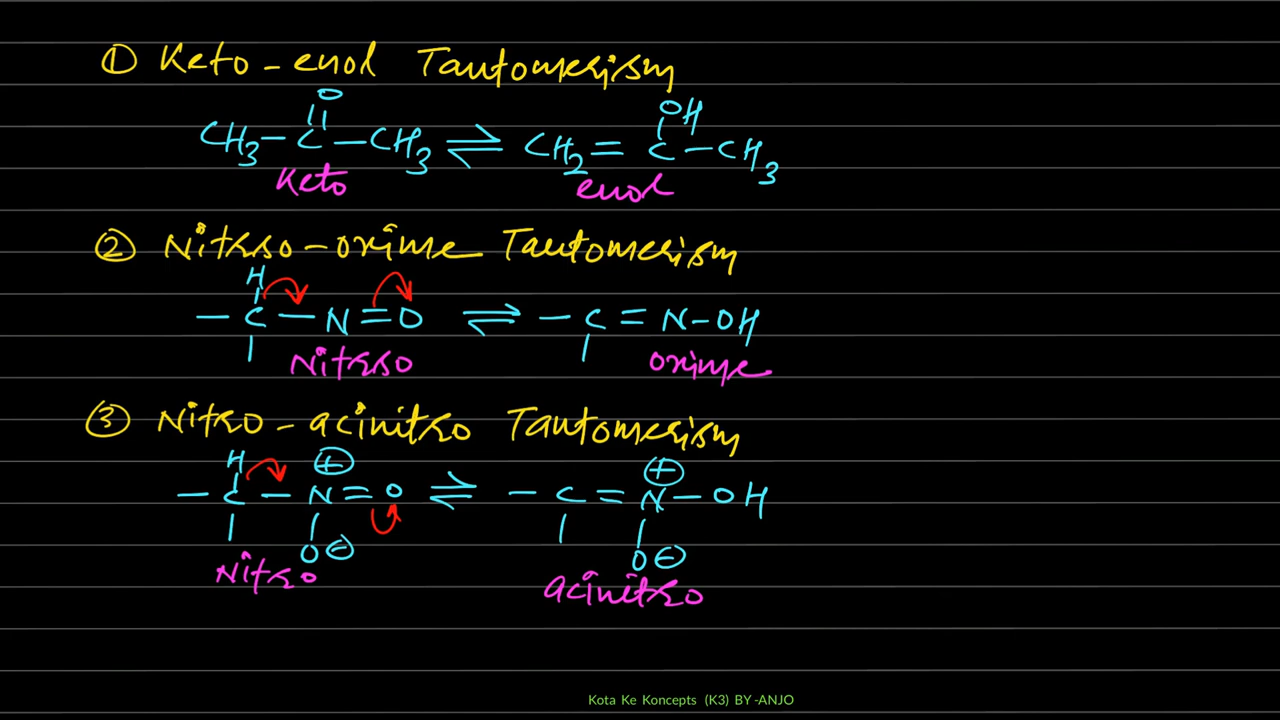 ① Keto - enol Tautomerism
O
||
CH3 - C - CH3 ⇌ CH2 = C - CH3
OH
Keto enol
② Nitroso - oxime Tautomerism
H
- C - N = O ⇌ - C = N - OH
Nitroso oxime
③ Nitro - acinitro Tautomerism
H ⊕ ⊕
- C - N = O ⇌ - C = N - OH
O⊖ O⊖
Nitro acinitro
Kota Ke Koncepts (K3) BY -ANJO